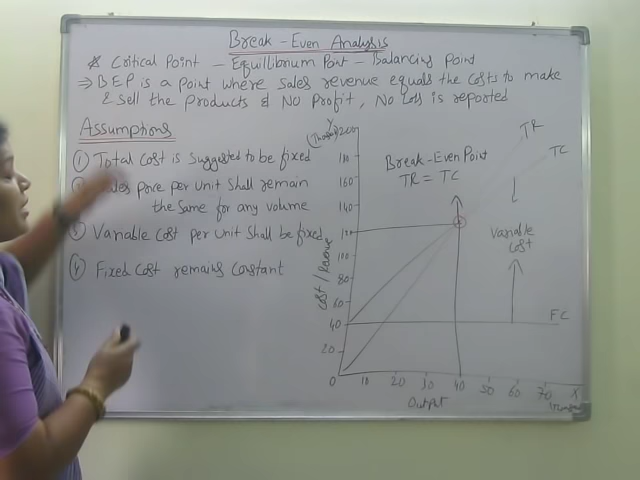 Break - Even Analysis
* Critical Point - Equilibrium Point - Balancing Point
⇒ BEP is a point where sales revenue equals the costs to make
& sell the products & No Profit, No Loss is reported
Assumptions
① Total Cost is suggested to be fixed
Sales price per unit shall remain
the same for any volume
③ Variable Cost per unit shall be fixed
④ Fixed Cost remains constant
Y
200
TR
TC
Break-Even Point
TR = TC
160
140
120
100
80
60
40
20
0
Cost / Revenue
Variable
Cost
FC
10 20 30 40 50 60 70 X
Output